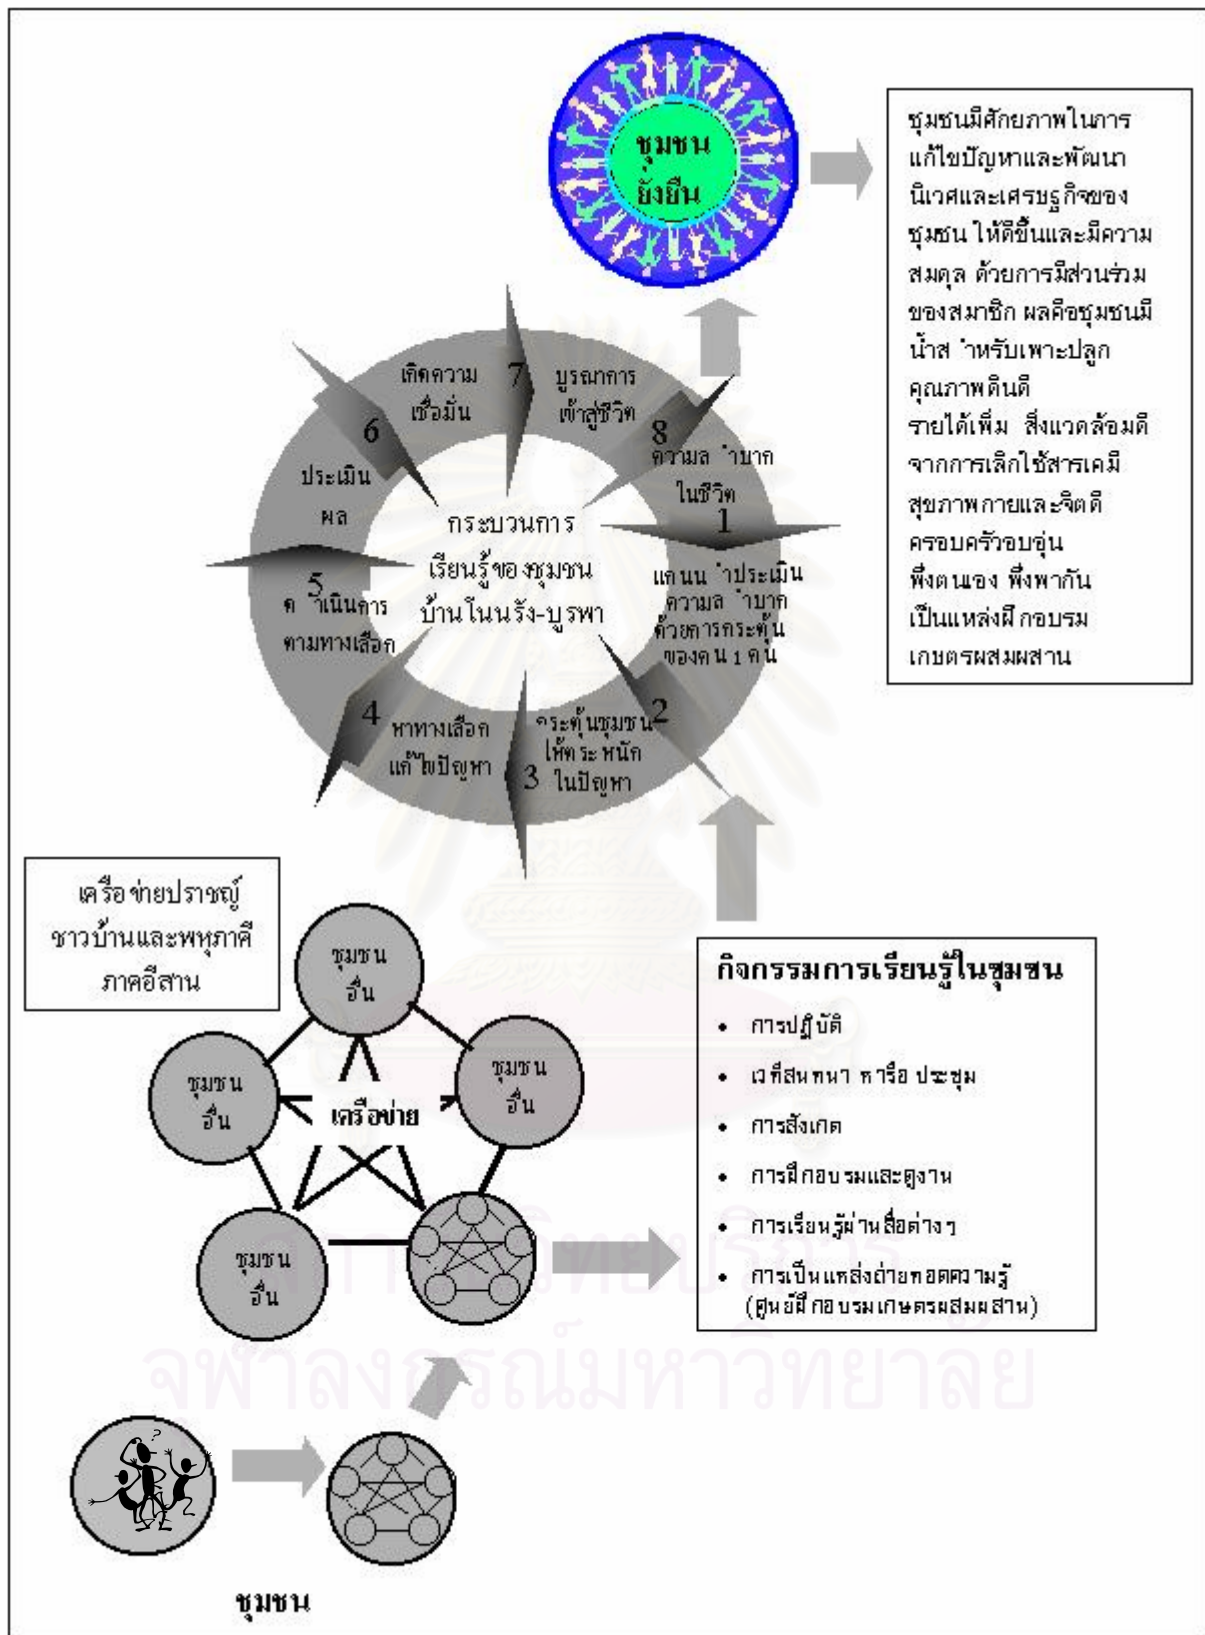 ชุมชน
ยั่งยืน
ชุมชนมีศักยภาพในการ
แก้ไขปัญหาและพัฒนา
นิเวศและเศรษฐกิจของ
ชุมชน ให้ดีขึ้นและมีความ
สมดุล ด้วยการมีส่วนร่วม
ของสมาชิก ผลคือชุมชนมี
น้ำสำหรับเพาะปลูก
คุณภาพดินดี
รายได้เพิ่ม สิ่งแวดล้อมดี
จากการเลิกใช้สารเคมี
สุขภาพกายและจิตดี
ครอบครัวอบอุ่น
พึ่งตนเอง พึ่งพากัน
เป็นแหล่งฝึกอบรม
เกษตรผสมผสาน
กระบวนการ
เรียนรู้ของชุมชน
บ้านโนนรัง-บูรพา
ความลำบาก
ในชีวิต
1
แกนนำประเมิน
ความลำบาก
ด้วยการกระตุ้น
ของคน 1 คน
2
กระตุ้นชุมชน
ให้ตระหนัก
ในปัญหา
3
หาทางเลือก
แก้ไขปัญหา
4
ดำเนินการ
ตามทางเลือก
5
ประเมิน
ผล
6
เกิดความ
เชื่อมั่น
7
บูรณาการ
เข้าสู่ชีวิต
8
เครือข่ายปราชญ์
ชาวบ้านและพหุภาคี
ภาคอีสาน
ชุมชน
อื่น
ชุมชน
อื่น
ชุมชน
อื่น
ชุมชน
อื่น
เครือข่าย
กิจกรรมการเรียนรู้ในชุมชน
• การปฏิบัติ
• เวทีสนทนา หารือ ประชุม
• การสังเกต
• การฝึกอบรมและดูงาน
• การเรียนรู้ผ่านสื่อต่างๆ
• การเป็นแหล่งถ่ายทอดความรู้
(ศูนย์ฝึกอบรมเกษตรผสมผสาน)
สถาบันวิทยบริการ
จุฬาลงกรณ์มหาวิทยาลัย
?
ชุมชน